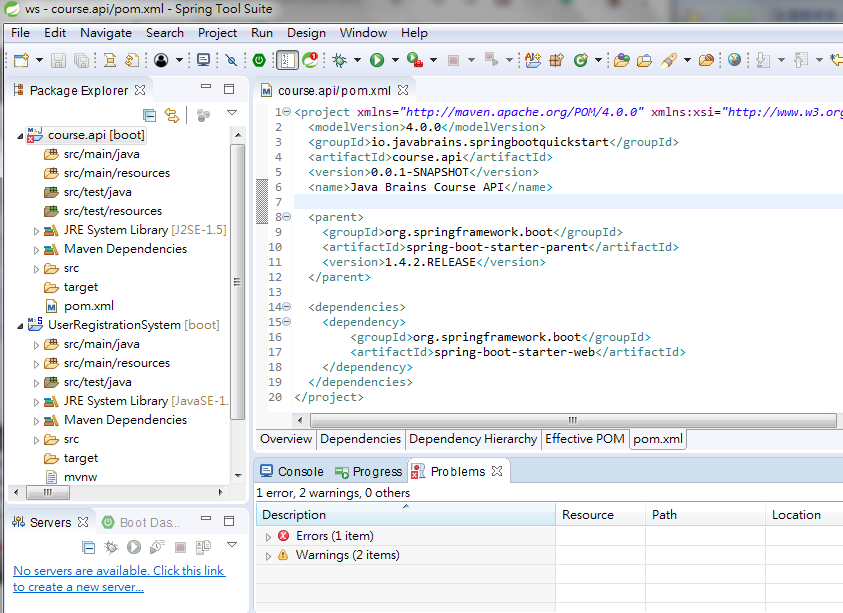 ws - course.api/pom.xml - Spring Tool Suite
File Edit Navigate Search Project Run Design Window Help
Package Explorer
course.api [boot]
src/main/java
src/main/resources
src/test/java
src/test/resources
JRE System Library [J2SE-1.5]
Maven Dependencies
src
target
pom.xml
UserRegistrationSystem [boot]
src/main/java
src/main/resources
src/test/java
JRE System Library [JavaSE-1.
Maven Dependencies
src
target
mvnw
course.api/pom.xml
1 <project xmlns="http://maven.apache.org/POM/4.0.0" xmlns:xsi="http://www.w3.org
2 <modelVersion>4.0.0</modelVersion>
3 <groupId>io.javabrains.springbootquickstart</groupId>
4 <artifactId>course.api</artifactId>
5 <version>0.0.1-SNAPSHOT</version>
6 <name>Java Brains Course API</name>
7
8 <parent>
9 <groupId>org.springframework.boot</groupId>
10 <artifactId>spring-boot-starter-parent</artifactId>
11 <version>1.4.2.RELEASE</version>
12 </parent>
13
14 <dependencies>
15 <dependency>
16 <groupId>org.springframework.boot</groupId>
17 <artifactId>spring-boot-starter-web</artifactId>
18 </dependency>
19 </dependencies>
20 </project>
Overview Dependencies Dependency Hierarchy Effective POM pom.xml
Console Progress Problems
1 error, 2 warnings, 0 others
Description Resource Path Location
Errors (1 item)
Warnings (2 items)
Servers Boot Das...
No servers are available. Click this link
to create a new server...